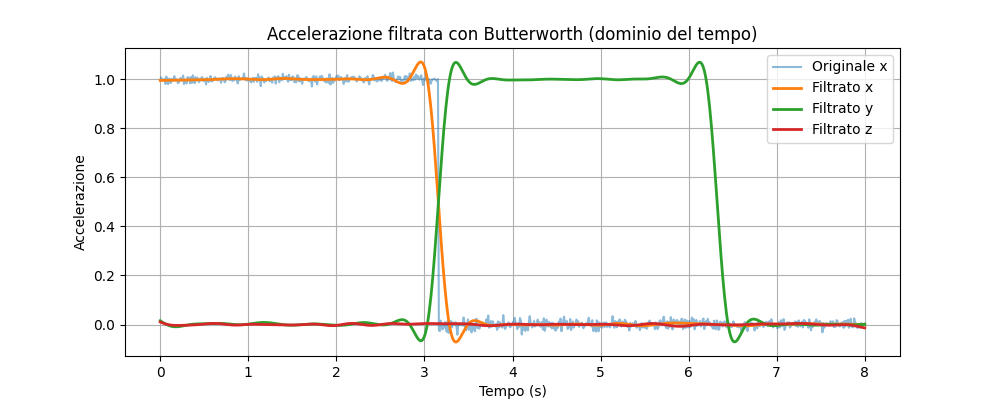 Accelerazione filtrata con Butterworth (dominio del tempo)
Originale x
Filtrato x
Filtrato y
Filtrato z
Accelerazione
1.0
0.8
0.6
0.4
0.2
0.0
0 1 2 3 4 5 6 7 8
Tempo (s)